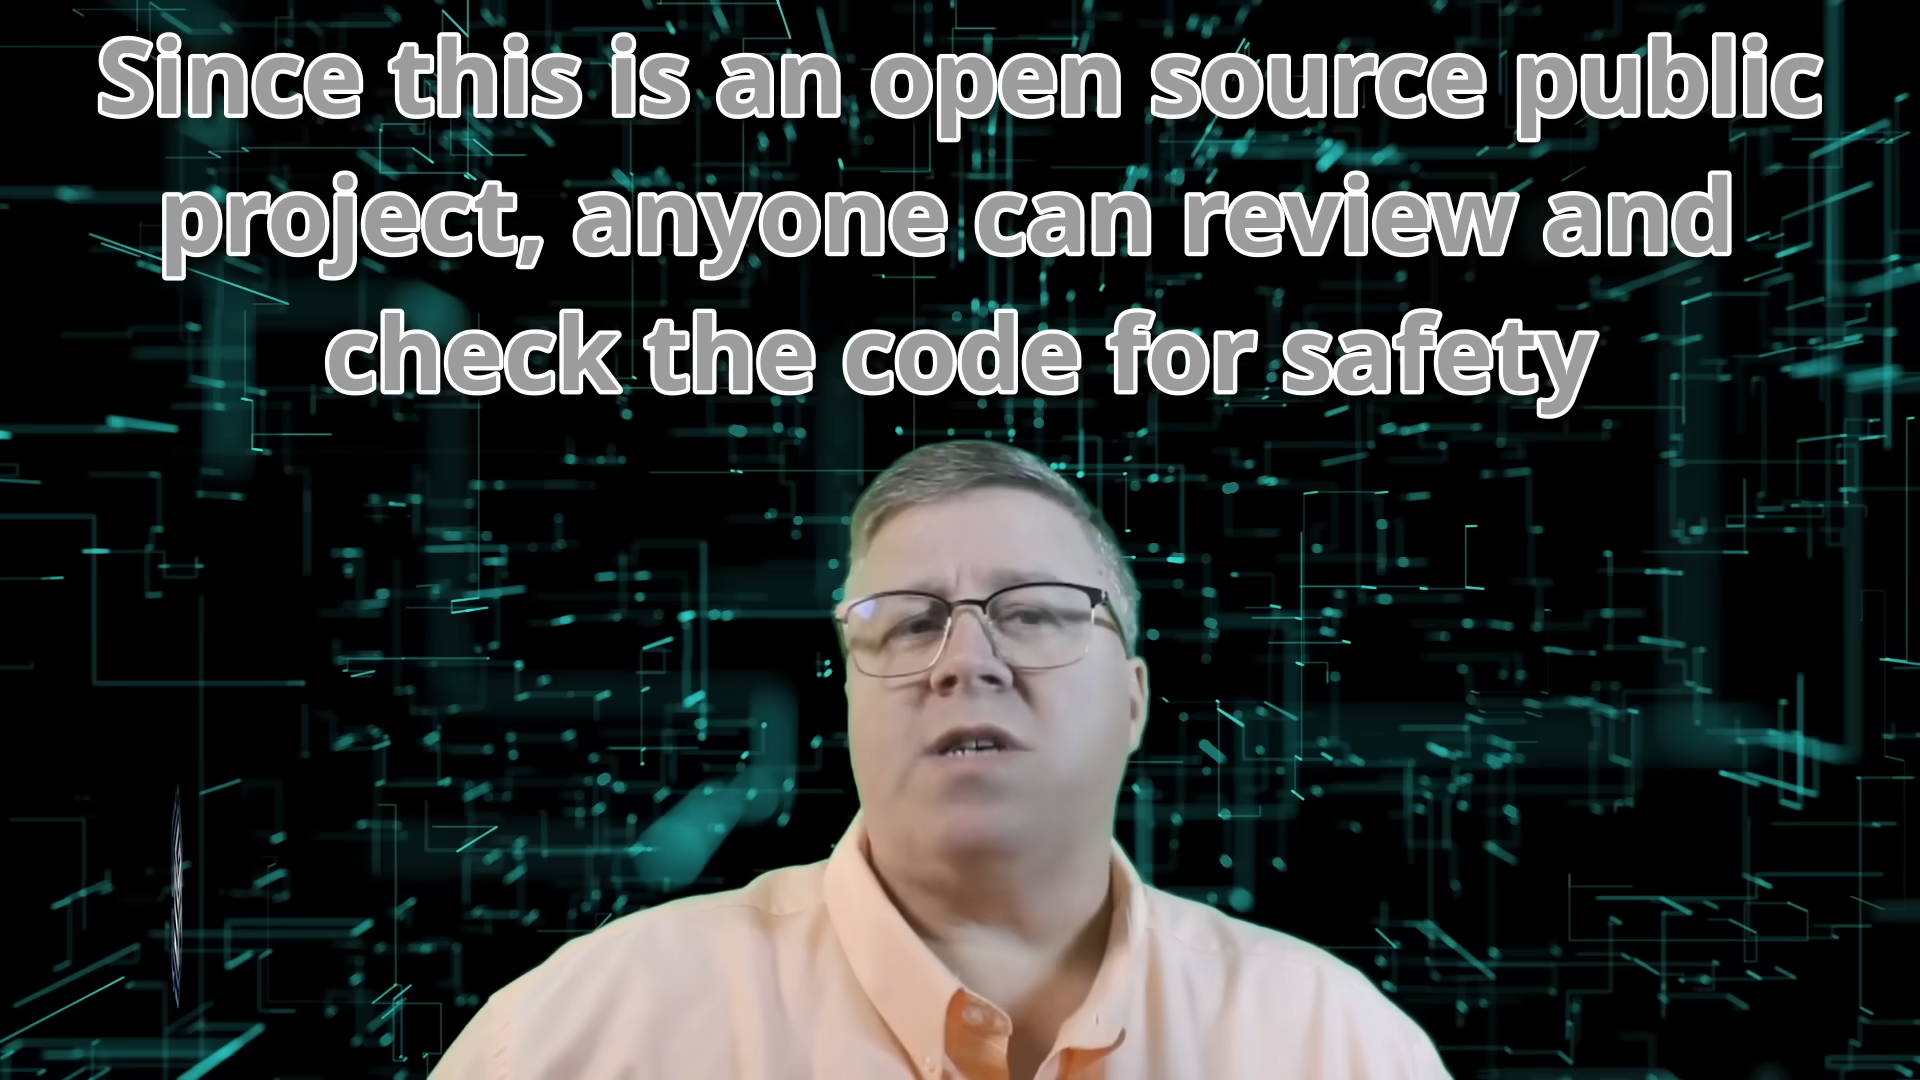 Since this is an open source public
project, anyone can review and
check the code for safety